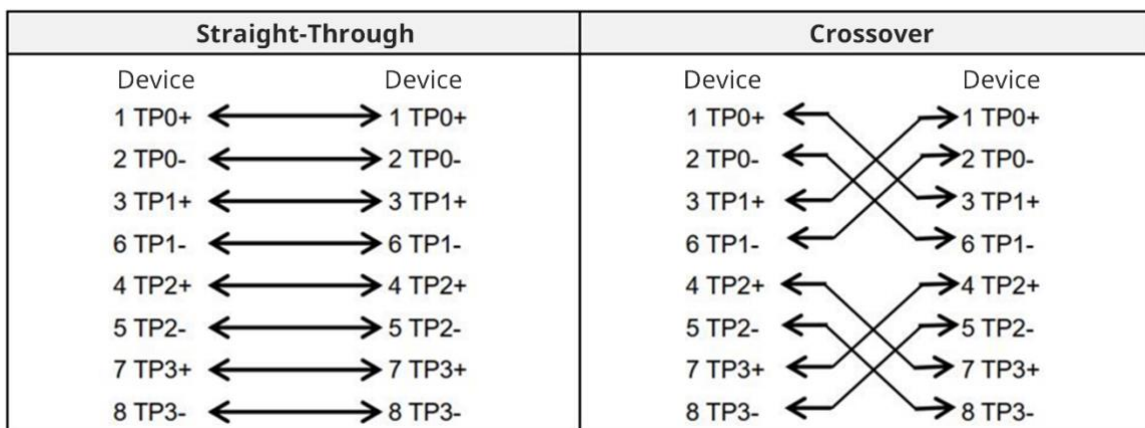 Straight-Through Crossover
Device Device Device Device
1 TP0+ 1 TP0+ 1 TP0+ 1 TP0+
2 TP0- 2 TP0- 2 TP0- 2 TP0-
3 TP1+ 3 TP1+ 3 TP1+ 3 TP1+
6 TP1- 6 TP1- 6 TP1- 6 TP1-
4 TP2+ 4 TP2+ 4 TP2+ 4 TP2+
5 TP2- 5 TP2- 5 TP2- 5 TP2-
7 TP3+ 7 TP3+ 7 TP3+ 7 TP3+
8 TP3- 8 TP3- 8 TP3- 8 TP3-